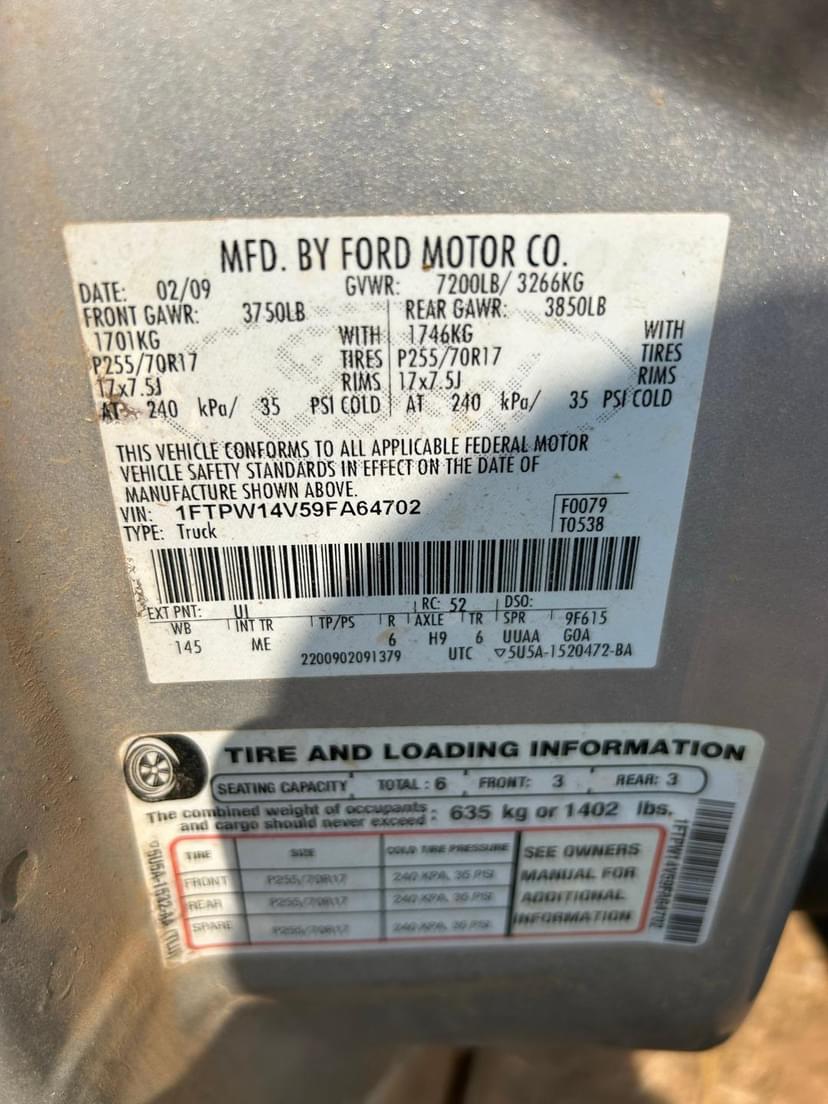 MFD. BY FORD MOTOR CO.
DATE: 02/09 GVWR: 7200LB/ 3266KG
FRONT GAWR: 3750LB REAR GAWR: 3850LB
1701KG WITH 1746KG WITH
P255/70R17 TIRES P255/70R17 TIRES
17x7.5J RIMS 17x7.5J RIMS
AT 240 kPa/ 35 PSI COLD AT 240 kPa/ 35 PSI COLD
THIS VEHICLE CONFORMS TO ALL APPLICABLE FEDERAL MOTOR
VEHICLE SAFETY STANDARDS IN EFFECT ON THE DATE OF
MANUFACTURE SHOWN ABOVE.
VIN: 1FTPW14V59FA64702 F0079
TYPE: Truck T0538
EXT PNT: UI RC: 52 DSO:
WB INT TR TP/PS R AXLE TR SPR 9F615
145 ME 6 H9 6 UUAA GOA
2200902091379 UTC ▽5U5A-1520472-BA
TIRE AND LOADING INFORMATION
SEATING CAPACITY TOTAL : 6 FRONT: 3 REAR: 3
The combined weight of occupants
and cargo should never exceed : 635 kg or 1402 lbs.
TIRE SIZE COLD TIRE PRESSURE SEE OWNERS
FRONT P255/70R17 240 KPA, 35 PSI MANUAL FOR
REAR P255/70R17 240 KPA, 35 PSI ADDITIONAL
SPARE P255/70R17 240 KPA, 35 PSI INFORMATION
1FTPW14V59FA64702